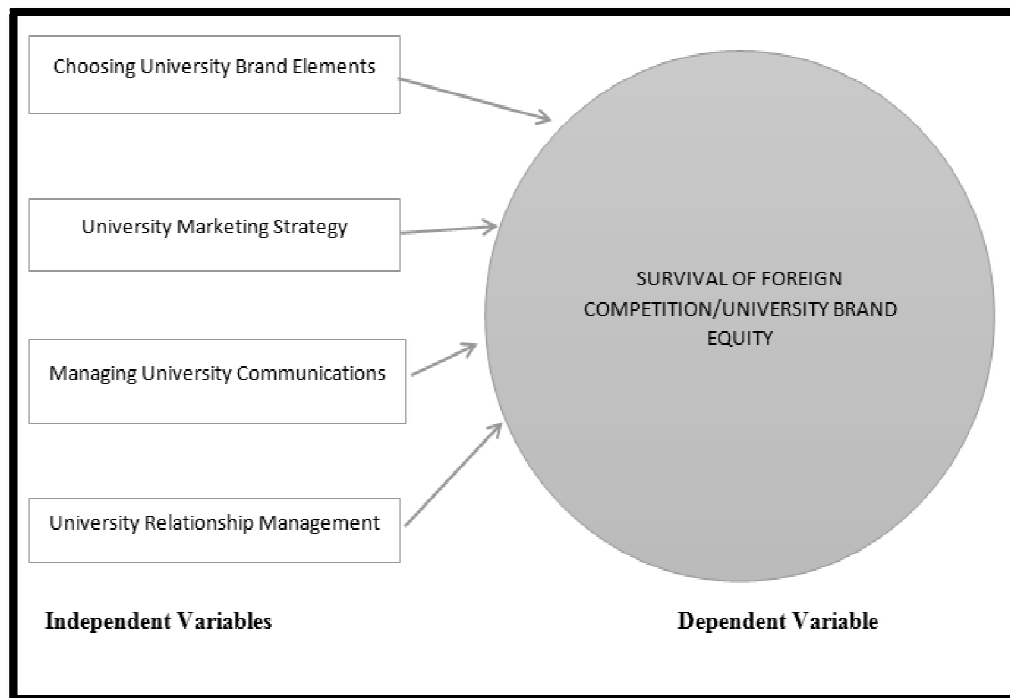 Choosing University Brand Elements
University Marketing Strategy
Managing University Communications
University Relationship Management
SURVIVAL OF FOREIGN
COMPETITION/UNIVERSITY BRAND
EQUITY
Independent Variables
Dependent Variable